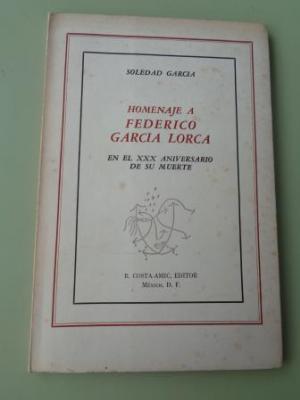 SOLEDAD GARCIA
HOMENAJE A
FEDERICO
GARCIA LORCA
EN EL XXX ANIVERSARIO
DE SU MUERTE
B. COSTA-AMIC, EDITOR
MÉXICO, D. F.